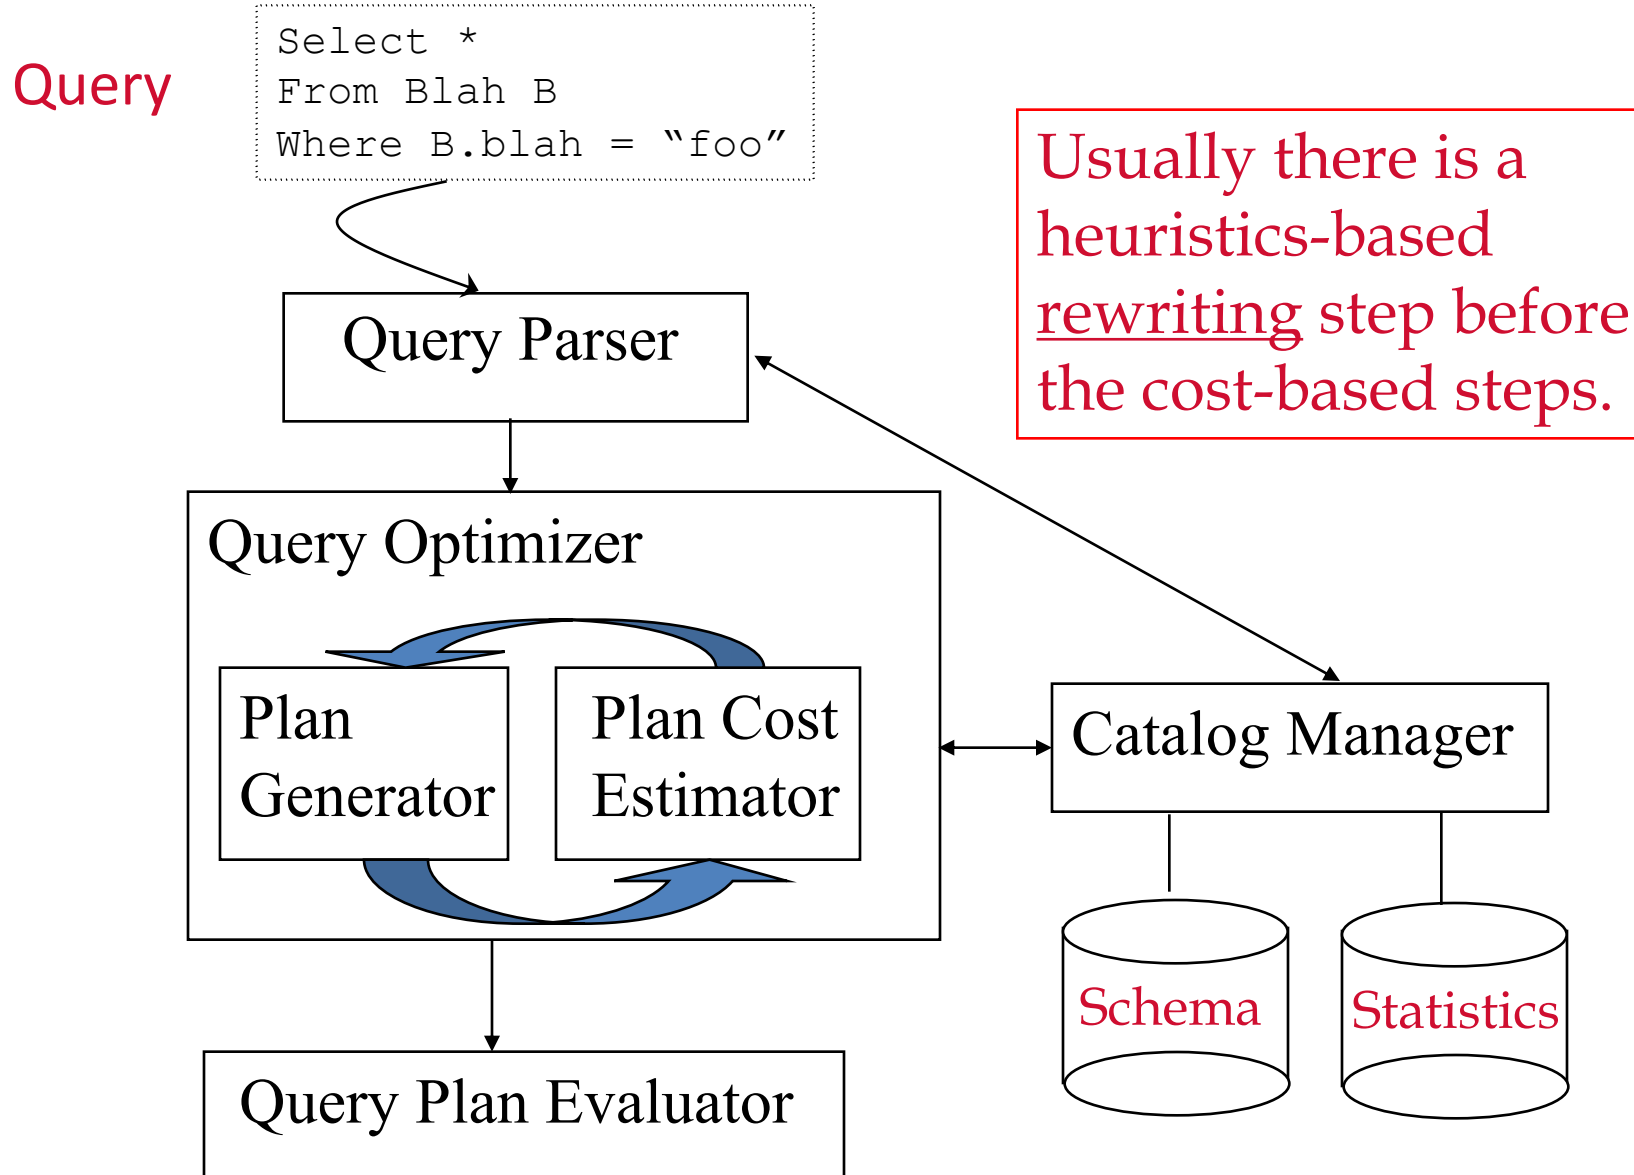 Query
Select *
From Blah B
Where B.blah = “foo”
Usually there is a
heuristics-based
rewriting step before
the cost-based steps.
Query Parser
Query Optimizer
Plan
Generator
Plan Cost
Estimator
Catalog Manager
Schema
Statistics
Query Plan Evaluator